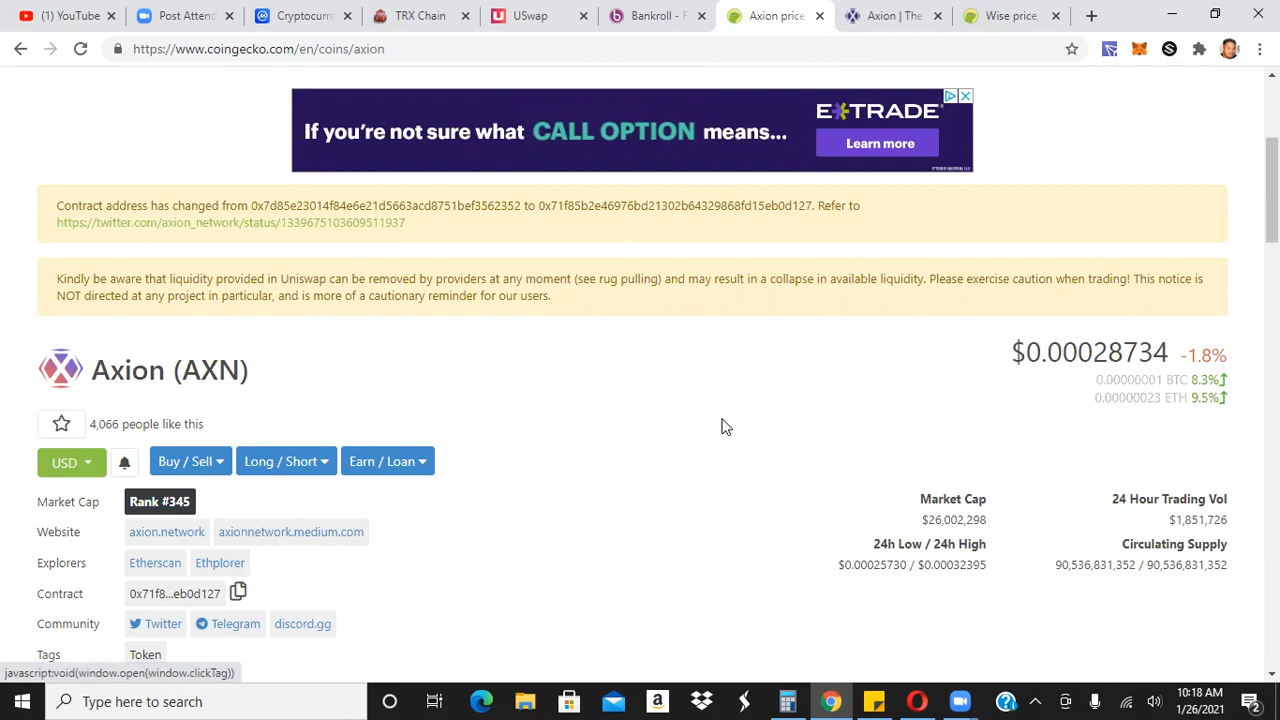 (1) YouTube
Post Attend
Cryptocurre
TRX Chain
USwap
Bankroll - F
Axion price
Axion | The
Wise price,
https://www.coingecko.com/en/coins/axion
If you're not sure what CALL OPTION means...
E*TRADE
Learn more
Contract address has changed from 0x7d85e23014f84e6e21d5663acd8751bef3562352 to 0x71f85b2e46976bd21302b64329868fd15eb0d127. Refer to
https://twitter.com/axion_network/status/1339675103609511937
Kindly be aware that liquidity provided in Uniswap can be removed by providers at any moment (see rug pulling) and may result in a collapse in available liquidity. Please exercise caution when trading! This notice is
NOT directed at any project in particular, and is more of a cautionary reminder for our users.
Axion (AXN)
$0.00028734 -1.8%
0.00000001 BTC 8.3%
0.00000023 ETH 9.5%
4,066 people like this
USD
Buy / Sell
Long / Short
Earn / Loan
Market Cap Rank #345
Website axion.network axionnetwork.medium.com
Explorers Etherscan Ethplorer
Contract 0x71f8...eb0d127
Community Twitter Telegram discord.gg
Tags Token
Market Cap
$26,002,298
24 Hour Trading Vol
$1,851,726
24h Low / 24h High
$0.00025730 / $0.00032395
Circulating Supply
90,536,831,352 / 90,536,831,352
javascript:void(window.open(window.clickTag))
Type here to search
10:18 AM
1/26/2021
2